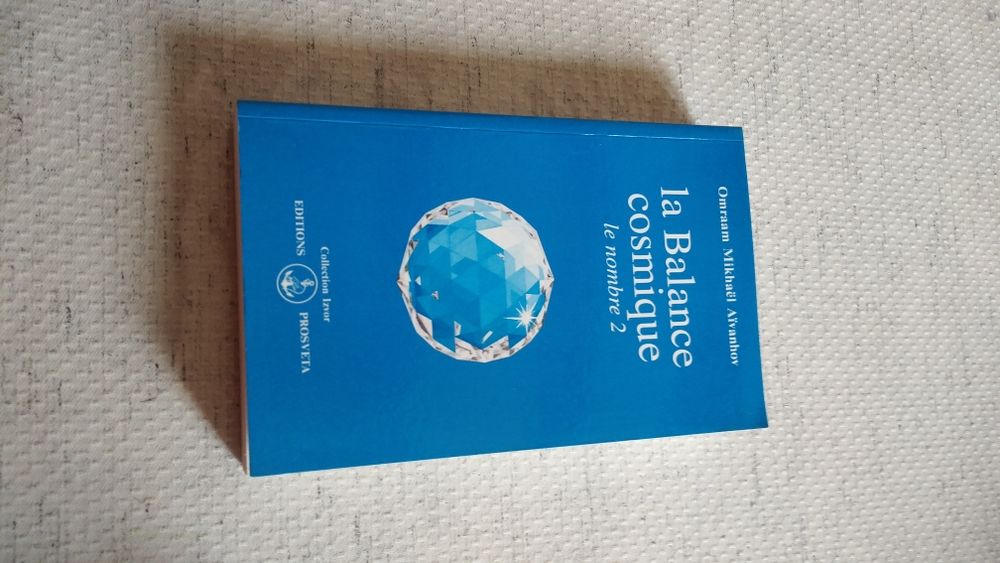 Omraam Mikhaël Aïvanhov
la Balance
cosmique
le nombre 2
Collection Izvor
EDITIONS PROSVETA